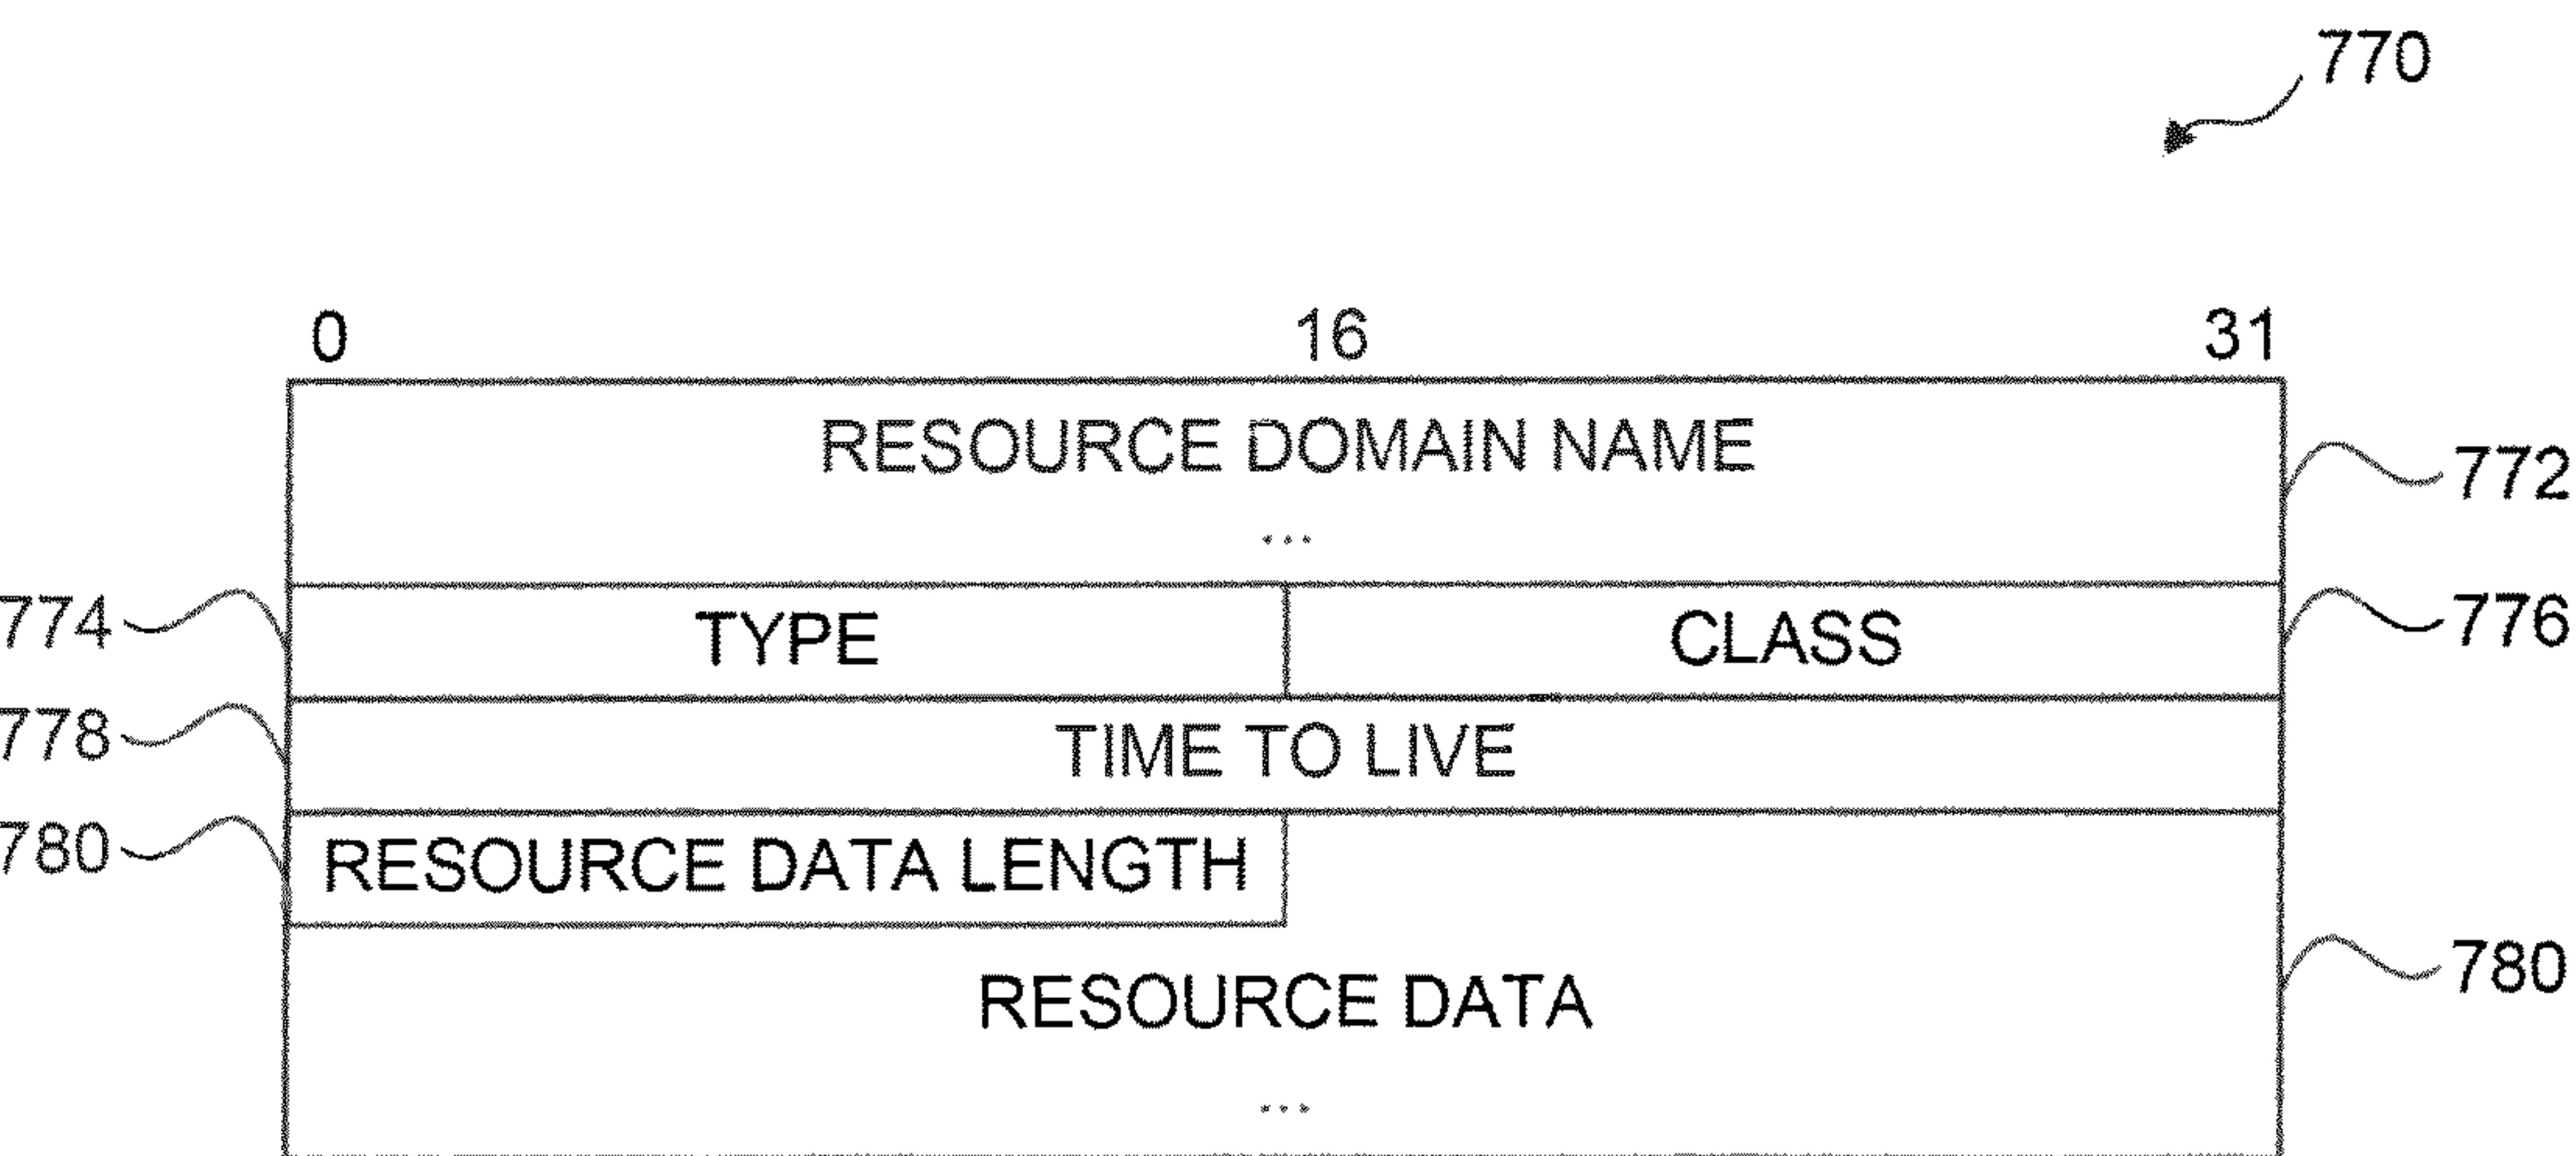 770
0 16 31
RESOURCE DOMAIN NAME
772
...
774 TYPE CLASS 776
778 TIME TO LIVE
780 RESOURCE DATA LENGTH
RESOURCE DATA 780
...